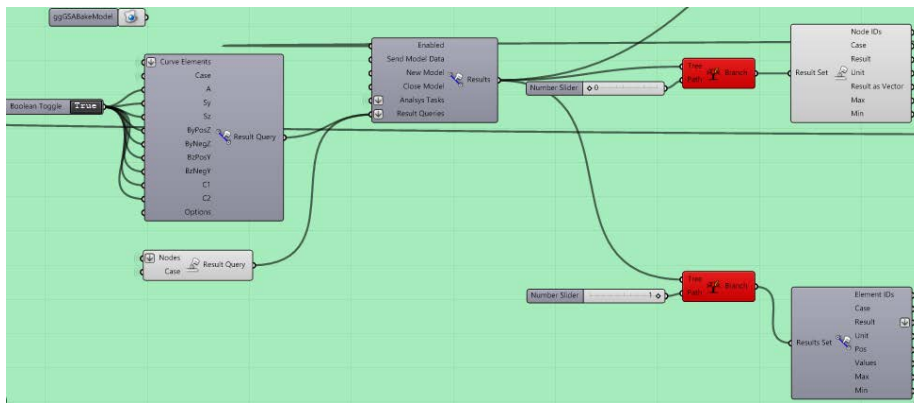 ggGSABakeModel
Boolean Toggle True
Curve Elements
Case
A
Sy
Sz
ByPosZ
ByNegZ
BzPosY
BzNegY
C1
C2
Options
Result Query
Nodes
Case
Result Query
Enabled
Send Model Data
New Model
Close Model
Analsys Tasks
Result Queries
Results
Number Slider 0
Tree
Path
Branch
Result Set
Node IDs
Case
Result
Unit
Result as Vector
Max
Min
Number Slider 1
Tree
Path
Branch
Results Set
Element IDs
Case
Result
Unit
Pos
Values
Max
Min